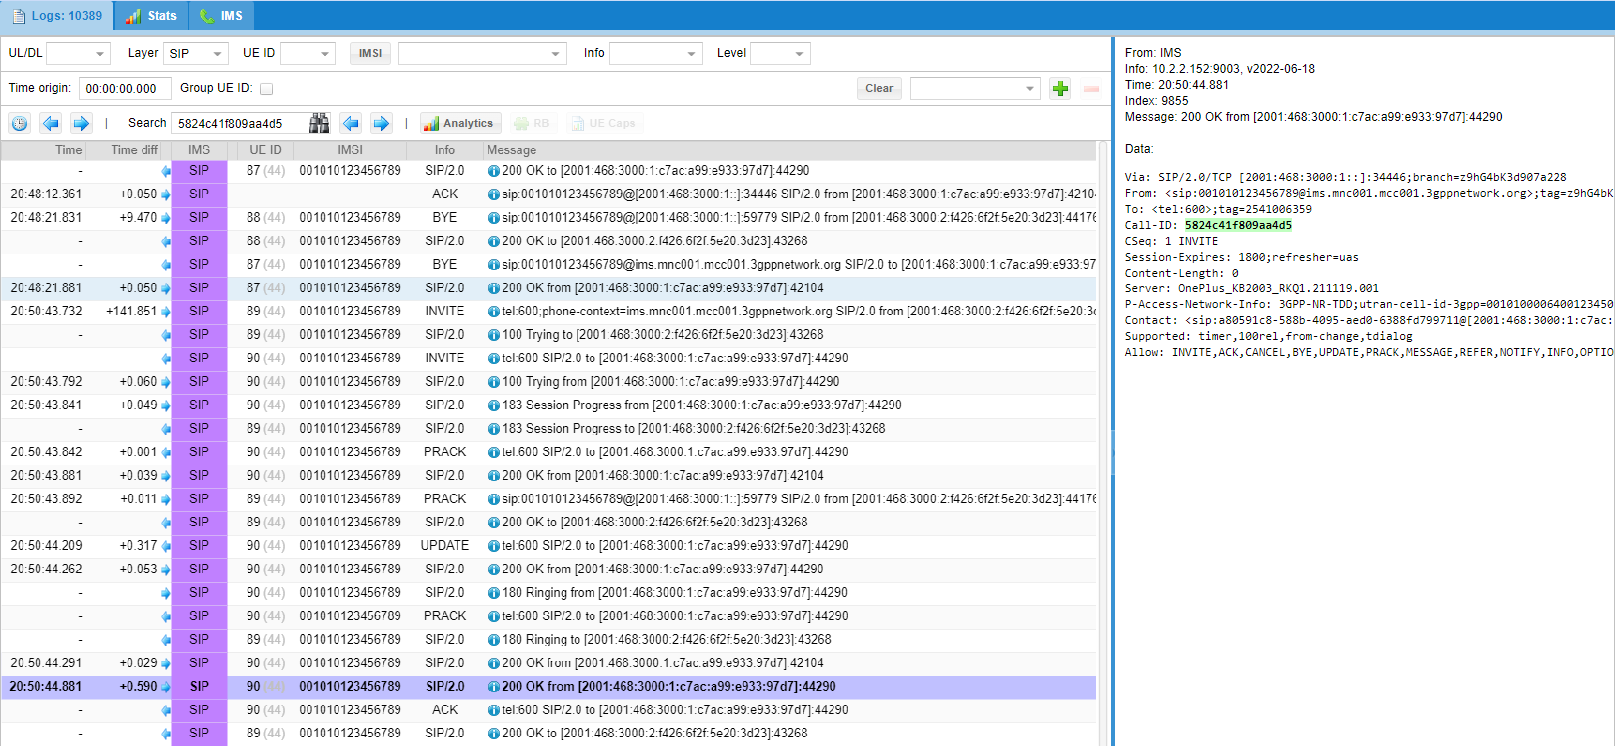 Logs: 10389 Stats IMS
UL/DL Layer SIP UE ID IMSI Info Level
Time origin: 00:00:00.000 Group UE ID: Clear
| Search 5824c41f809aa4d5 | Analytics RB UE Caps
Time Time diff IMS UE ID IMSI Info Message
- SIP 87 (44) 001010123456789 SIP/2.0 200 OK to [2001:468:3000:1:c7ac:a99:e933:97d7]:44290
20:48:12.361 +0.050 SIP ACK sip:001010123456789@[2001:468:3000:1::]:34446 SIP/2.0 from [2001:468:3000:1:c7ac:a99:e933:97d7]:42104
20:48:21.831 +9.470 SIP 88 (44) 001010123456789 BYE sip:001010123456789@[2001:468:3000:1::]:59779 SIP/2.0 from [2001:468:3000:2:f426:6f2f:5e20:3d23]:44176
- SIP 88 (44) 001010123456789 SIP/2.0 200 OK to [2001:468:3000:2:f426:6f2f:5e20:3d23]:43268
- SIP 87 (44) 001010123456789 BYE sip:001010123456789@ims.mnc001.mcc001.3gppnetwork.org SIP/2.0 to [2001:468:3000:1:c7ac:a99:e933:97
20:48:21.881 +0.050 SIP 87 (44) 001010123456789 SIP/2.0 200 OK from [2001:468:3000:1:c7ac:a99:e933:97d7]:42104
20:50:43.732 +141.851 SIP 89 (44) 001010123456789 INVITE tel:600;phone-context=ims.mnc001.mcc001.3gppnetwork.org SIP/2.0 from [2001:468:3000:2:f426:6f2f:5e20:3d
- SIP 89 (44) 001010123456789 SIP/2.0 100 Trying to [2001:468:3000:2:f426:6f2f:5e20:3d23]:43268
- SIP 90 (44) 001010123456789 INVITE tel:600 SIP/2.0 to [2001:468:3000:1:c7ac:a99:e933:97d7]:44290
20:50:43.792 +0.060 SIP 90 (44) 001010123456789 SIP/2.0 100 Trying from [2001:468:3000:1:c7ac:a99:e933:97d7]:44290
20:50:43.841 +0.049 SIP 90 (44) 001010123456789 SIP/2.0 183 Session Progress from [2001:468:3000:1:c7ac:a99:e933:97d7]:44290
- SIP 89 (44) 001010123456789 SIP/2.0 183 Session Progress to [2001:468:3000:2:f426:6f2f:5e20:3d23]:43268
20:50:43.842 +0.001 SIP 90 (44) 001010123456789 PRACK tel:600 SIP/2.0 to [2001:468:3000:1:c7ac:a99:e933:97d7]:44290
20:50:43.881 +0.039 SIP 90 (44) 001010123456789 SIP/2.0 200 OK from [2001:468:3000:1:c7ac:a99:e933:97d7]:42104
20:50:43.892 +0.011 SIP 89 (44) 001010123456789 PRACK sip:001010123456789@[2001:468:3000:1::]:59779 SIP/2.0 from [2001:468:3000:2:f426:6f2f:5e20:3d23]:44176
- SIP 89 (44) 001010123456789 SIP/2.0 200 OK to [2001:468:3000:2:f426:6f2f:5e20:3d23]:43268
20:50:44.209 +0.317 SIP 90 (44) 001010123456789 UPDATE tel:600 SIP/2.0 to [2001:468:3000:1:c7ac:a99:e933:97d7]:44290
20:50:44.262 +0.053 SIP 90 (44) 001010123456789 SIP/2.0 200 OK from [2001:468:3000:1:c7ac:a99:e933:97d7]:44290
- SIP 90 (44) 001010123456789 SIP/2.0 180 Ringing from [2001:468:3000:1:c7ac:a99:e933:97d7]:44290
- SIP 90 (44) 001010123456789 PRACK tel:600 SIP/2.0 to [2001:468:3000:1:c7ac:a99:e933:97d7]:44290
- SIP 89 (44) 001010123456789 SIP/2.0 180 Ringing to [2001:468:3000:2:f426:6f2f:5e20:3d23]:43268
20:50:44.291 +0.029 SIP 90 (44) 001010123456789 SIP/2.0 200 OK from [2001:468:3000:1:c7ac:a99:e933:97d7]:42104
20:50:44.881 +0.590 SIP 90 (44) 001010123456789 SIP/2.0 200 OK from [2001:468:3000:1:c7ac:a99:e933:97d7]:44290
- SIP 90 (44) 001010123456789 ACK tel:600 SIP/2.0 to [2001:468:3000:1:c7ac:a99:e933:97d7]:44290
- SIP 89 (44) 001010123456789 SIP/2.0 200 OK to [2001:468:3000:2:f426:6f2f:5e20:3d23]:43268
From: IMS
Info: 10.2.2.152:9003, v2022-06-18
Time: 20:50:44.881
Index: 9855
Message: 200 OK from [2001:468:3000:1:c7ac:a99:e933:97d7]:44290
Data:
Via: SIP/2.0/TCP [2001:468:3000:1::]:34446;branch=z9hG4bK3d907a228
From: <sip:001010123456789@ims.mnc001.mcc001.3gppnetwork.org>;tag=z9hG4bK
To: <tel:600>;tag=2541006359
Call-ID: 5824c41f809aa4d5
CSeq: 1 INVITE
Session-Expires: 1800;refresher=uas
Content-Length: 0
Server: OnePlus_KB2003_RKQ1.211119.001
P-Access-Network-Info: 3GPP-NR-TDD;utran-cell-id-3gpp=0010100006400123450
Contact: <sip:a80591c8-588b-4095-aed0-6388fd799711@[2001:468:3000:1:c7ac:
Supported: timer,100rel,from-change,tdialog
Allow: INVITE,ACK,CANCEL,BYE,UPDATE,PRACK,MESSAGE,REFER,NOTIFY,INFO,OPTIO